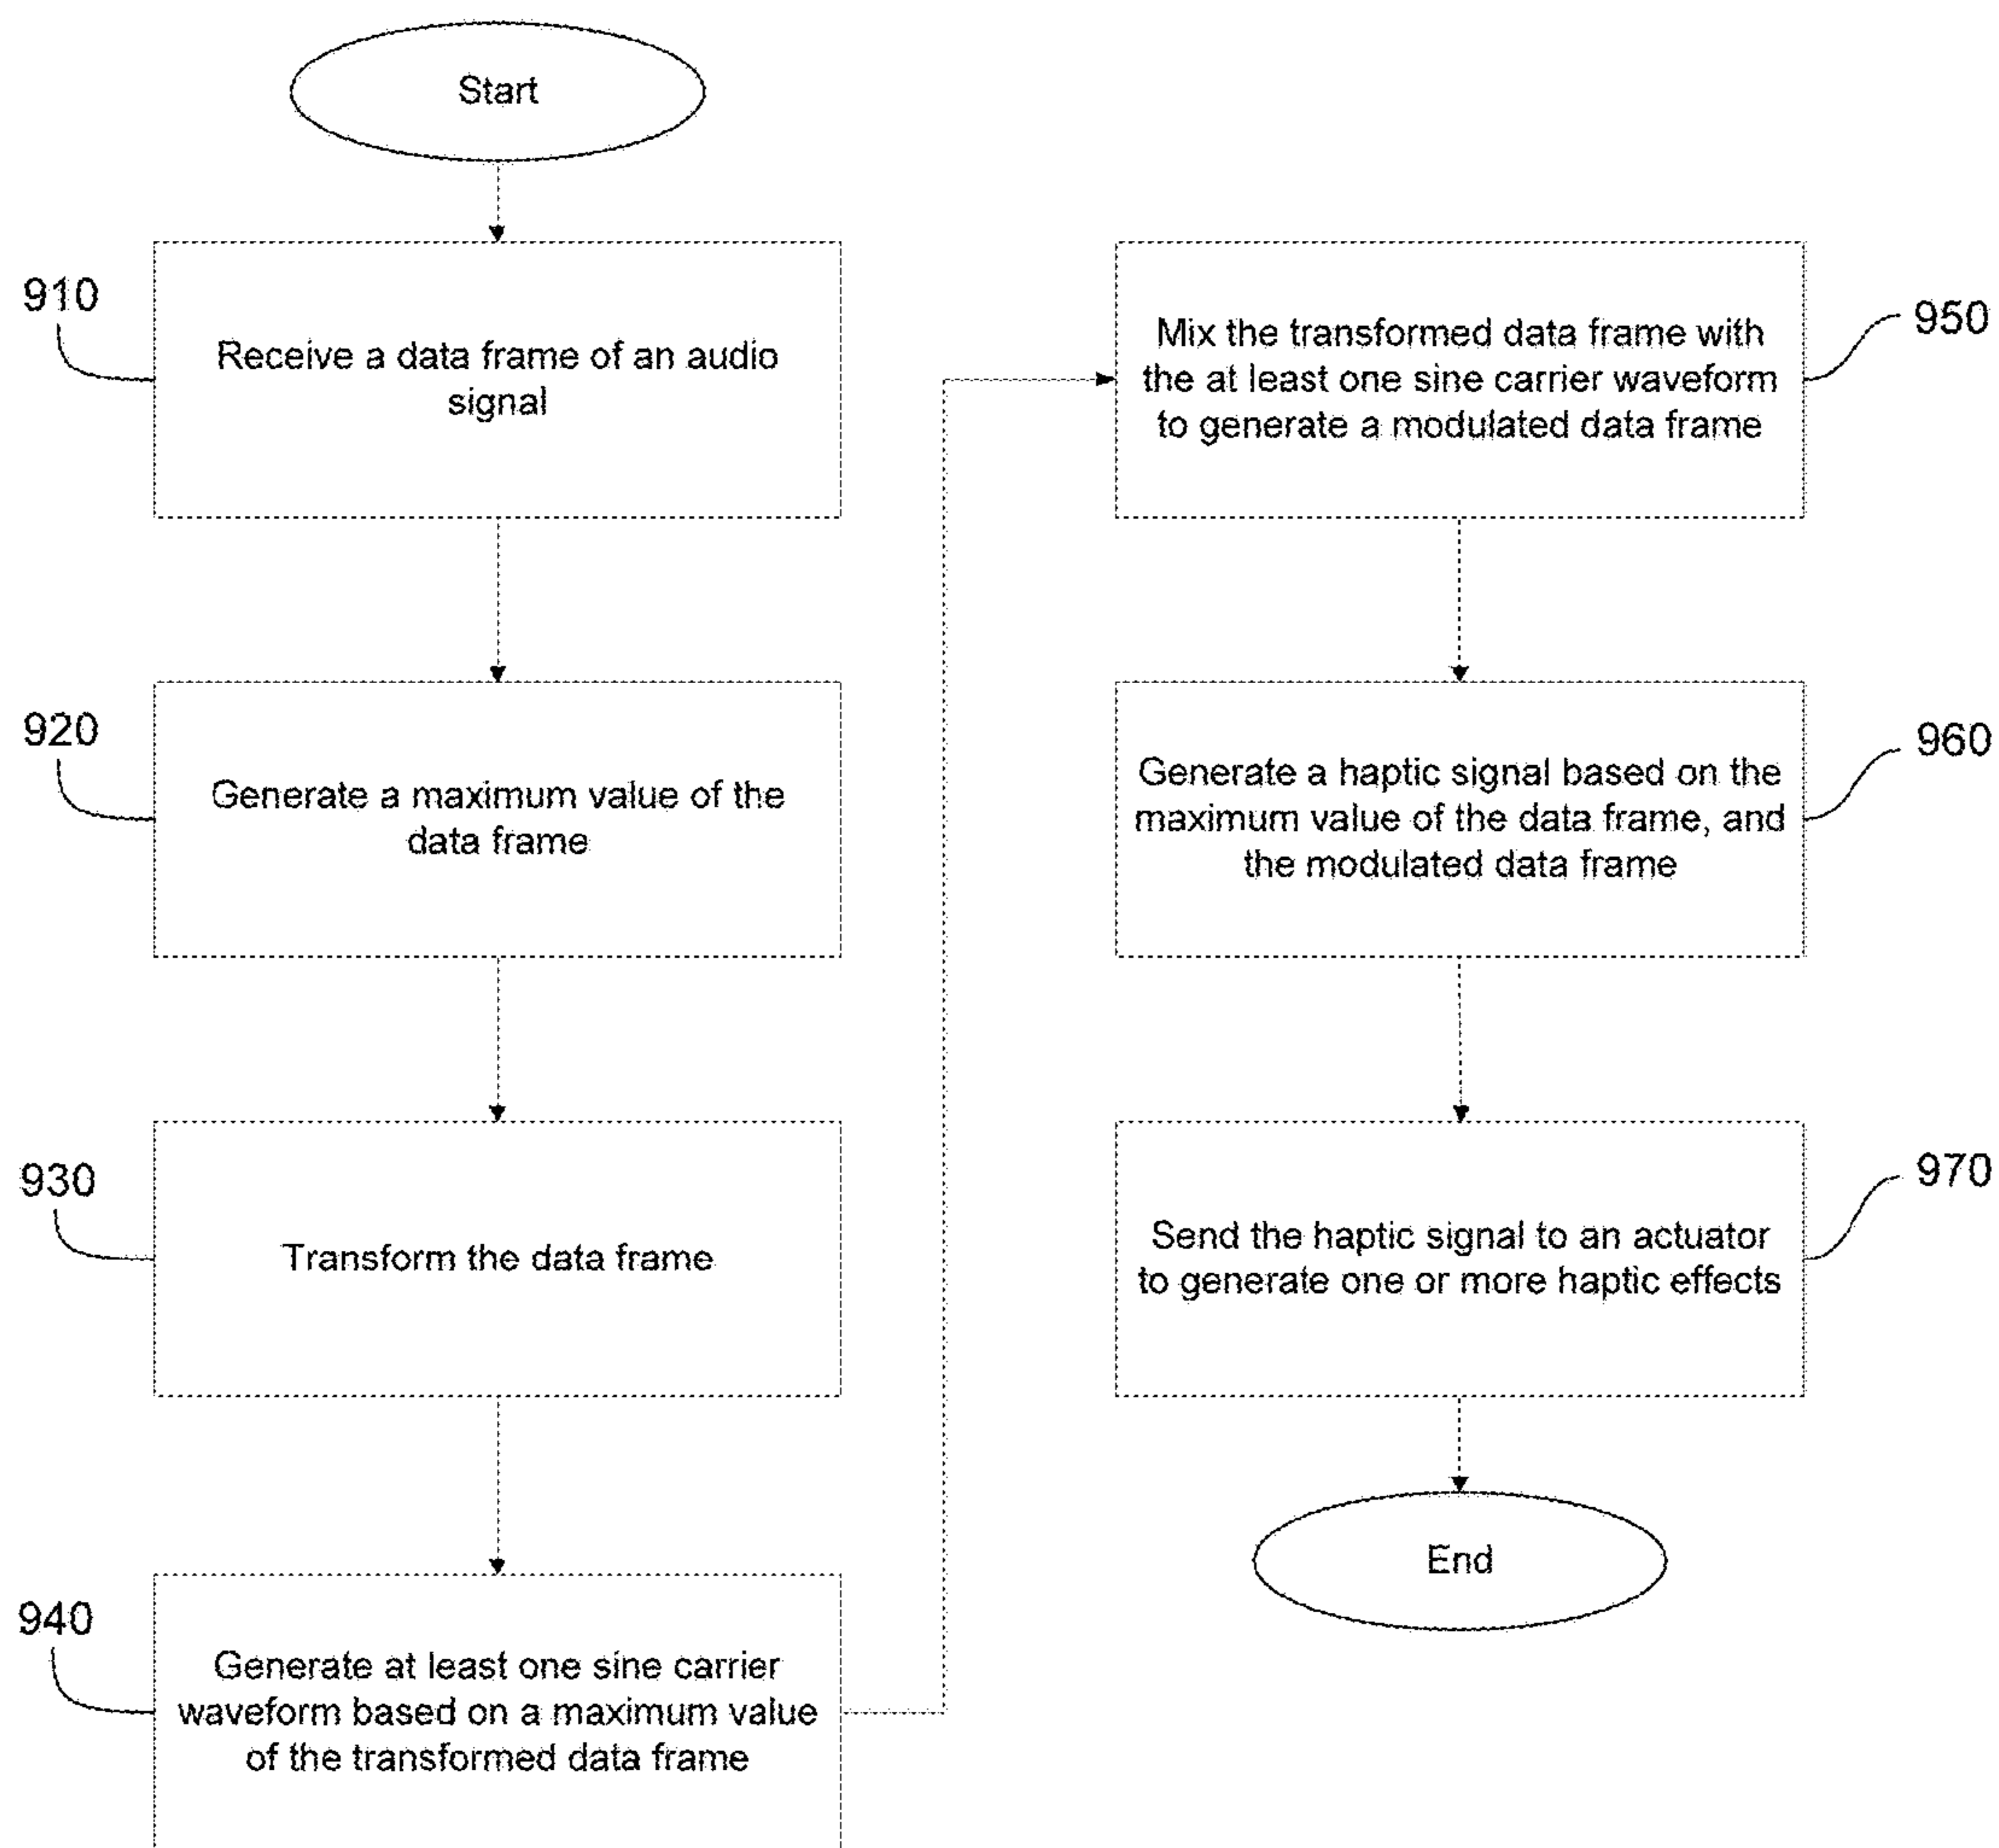 Start
910
Receive a data frame of an audio
signal
920
Generate a maximum value of the
data frame
930
Transform the data frame
940
Generate at least one sine carrier
waveform based on a maximum value
of the transformed data frame
950
Mix the transformed data frame with
the at least one sine carrier waveform
to generate a modulated data frame
960
Generate a haptic signal based on the
maximum value of the data frame, and
the modulated data frame
970
Send the haptic signal to an actuator
to generate one or more haptic effects
End